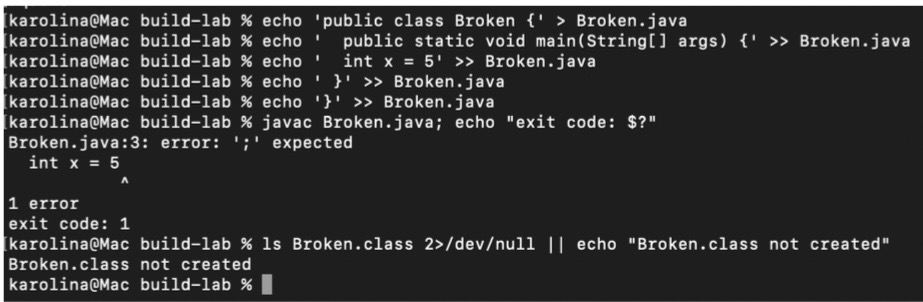 [karolina@Mac build-lab % echo 'public class Broken {' > Broken.java
[karolina@Mac build-lab % echo '  public static void main(String[] args) {' >> Broken.java
[karolina@Mac build-lab % echo '  int x = 5' >> Broken.java
[karolina@Mac build-lab % echo ' }' >> Broken.java
[karolina@Mac build-lab % echo '}' >> Broken.java
[karolina@Mac build-lab % javac Broken.java; echo "exit code: $?"
Broken.java:3: error: ';' expected
  int x = 5
           ^
1 error
exit code: 1
[karolina@Mac build-lab % ls Broken.class 2>/dev/null || echo "Broken.class not created"
Broken.class not created
karolina@Mac build-lab %